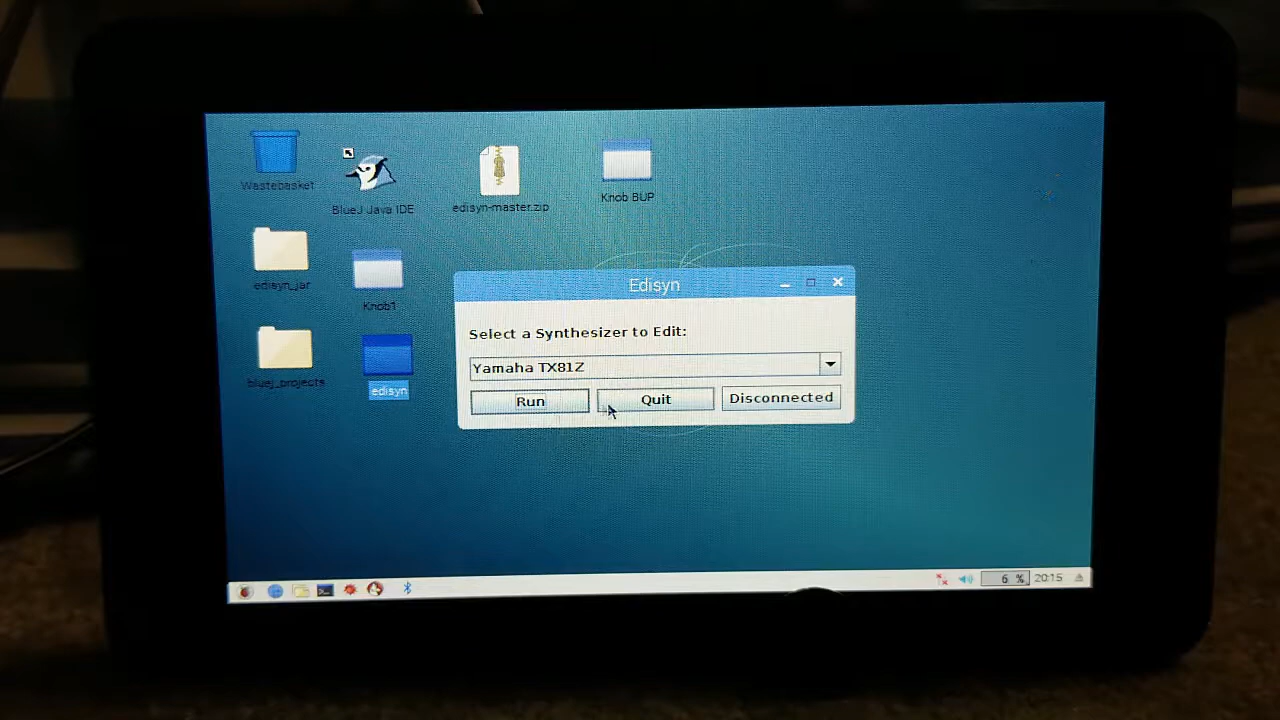 Wastebasket
BlueJ Java IDE
edisyn-master.zip
Knob BUP
edisyn_jar
Knob1
bluej_projects
edisyn
Edisyn
Select a Synthesizer to Edit:
Yamaha TX81Z
Run
Quit
Disconnected
6 %
20:15